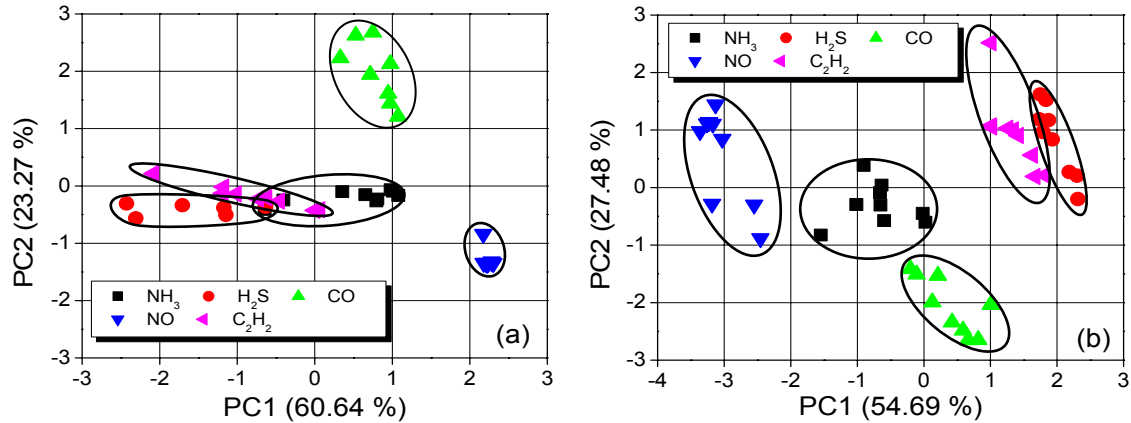 3
2
1
0
-1
-2
-3
PC2 (23.27 %)
NH₃ H₂S CO
NO C₂H₂
(a)
-3 -2 -1 0 1 2 3
PC1 (60.64 %)
3
2
1
0
-1
-2
-3
PC2 (27.48 %)
NH₃ H₂S CO
NO C₂H₂
(b)
-4 -3 -2 -1 0 1 2 3
PC1 (54.69 %)